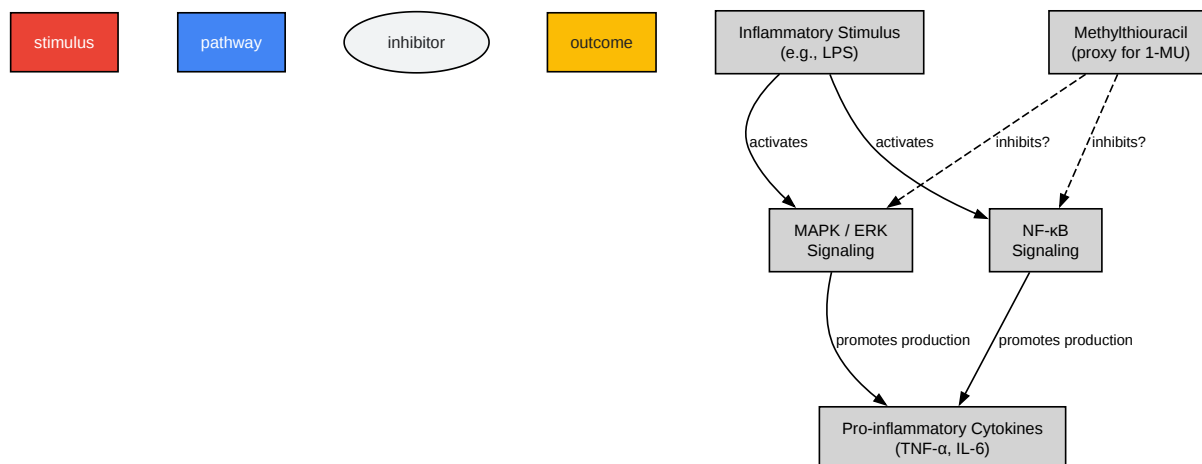 stimulus
pathway
inhibitor
outcome
Inflammatory Stimulus
(e.g., LPS)
Methylthiouracil
(proxy for 1-MU)
activates
activates
inhibits?
inhibits?
MAPK / ERK
Signaling
NF-κB
Signaling
promotes production
promotes production
Pro-inflammatory Cytokines
(TNF-α, IL-6)